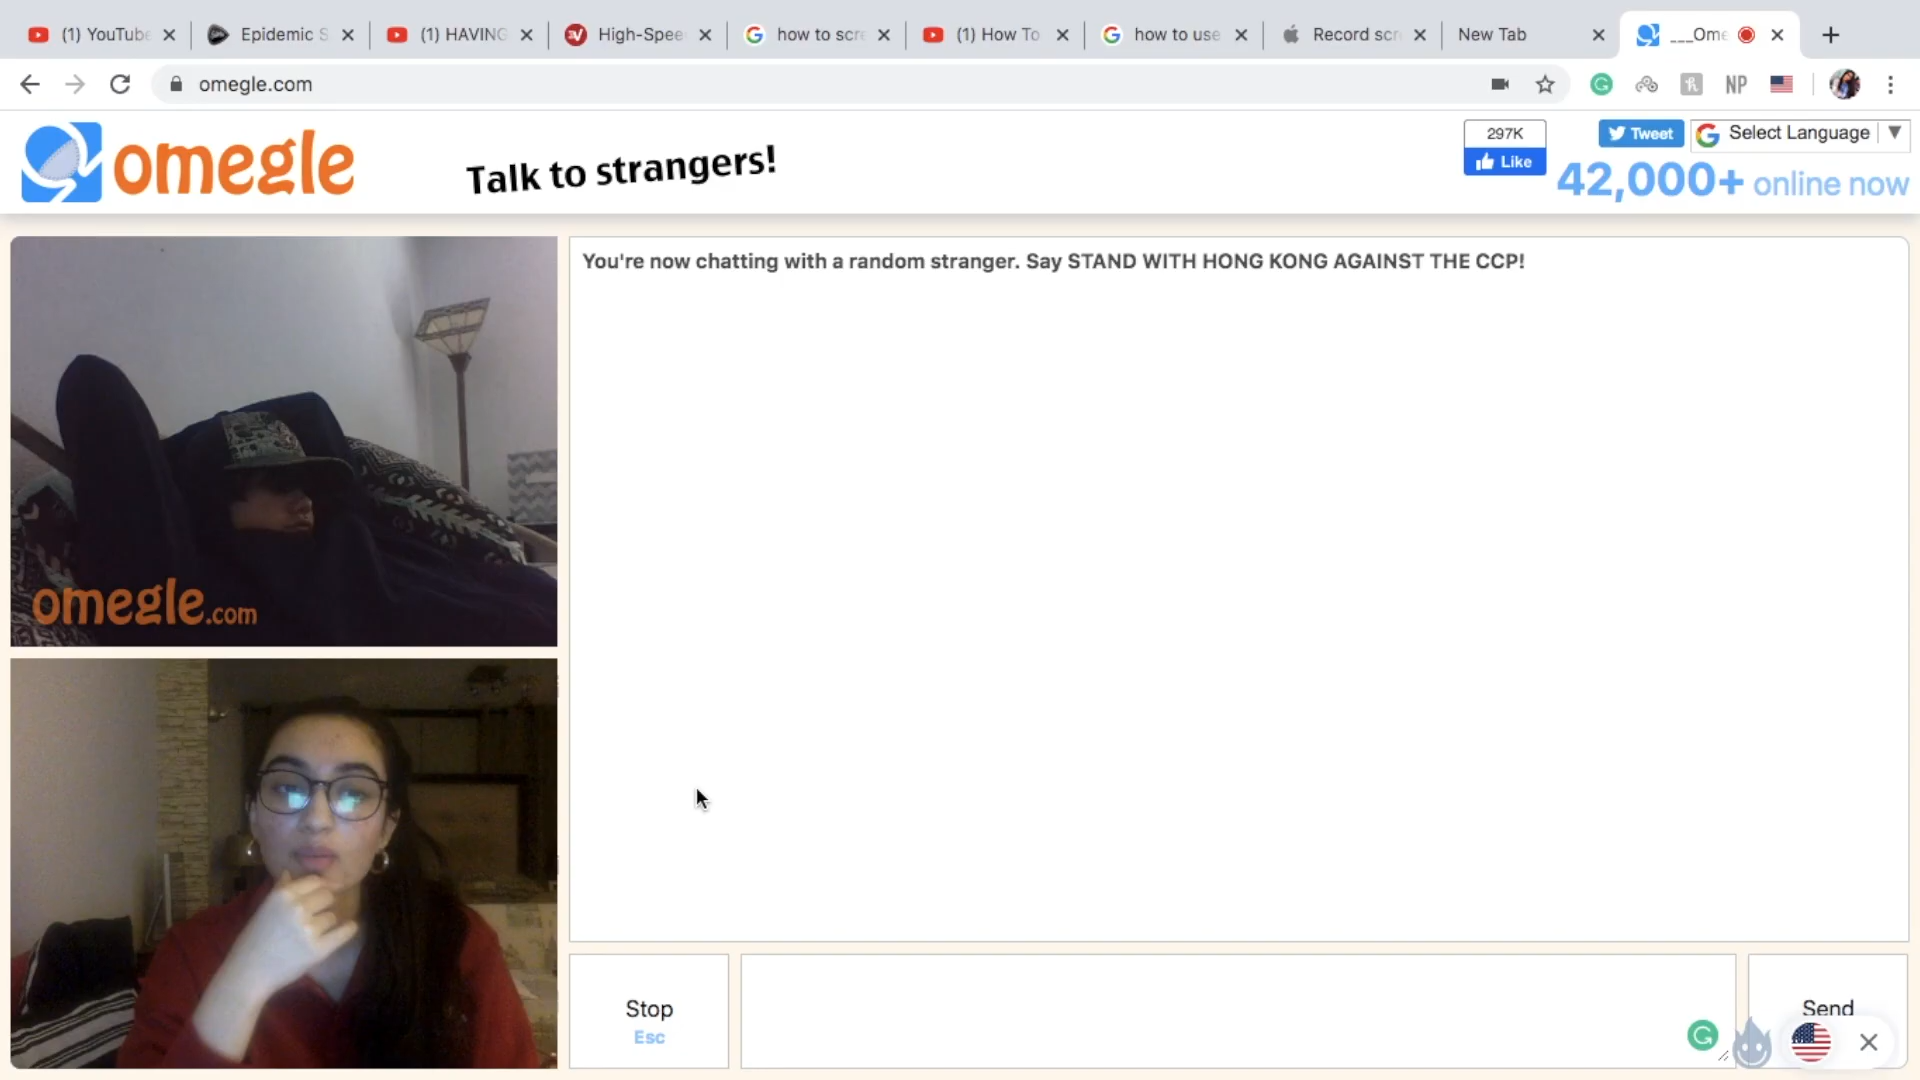 (1) YouTube
Epidemic S
(1) HAVING
High-Spee
how to scre
(1) How To
how to use
Record scr
New Tab
___Ome
omegle.com
NP
omegle
Talk to strangers!
297K
Like
Tweet
Select Language
42,000+ online now
You're now chatting with a random stranger. Say STAND WITH HONG KONG AGAINST THE CCP!
omegle.com
Stop
Esc
Send